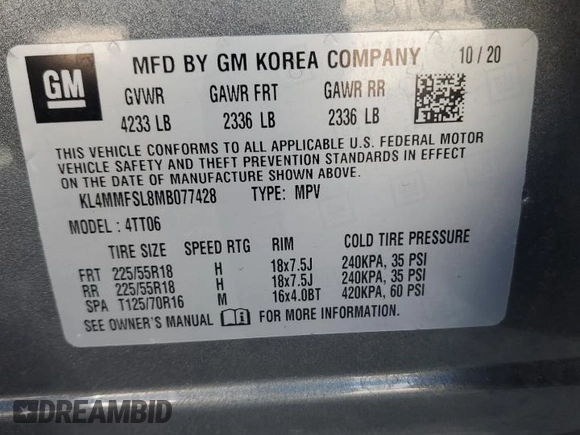 GM
MFD BY GM KOREA COMPANY 10/20
GVWR GAWR FRT GAWR RR
4233 LB 2336 LB 2336 LB
THIS VEHICLE CONFORMS TO ALL APPLICABLE U.S. FEDERAL MOTOR
VEHICLE SAFETY AND THEFT PREVENTION STANDARDS IN EFFECT ON THE
DATE OF MANUFACTURE SHOWN ABOVE.
KL4MMFSL8MB077428 TYPE: MPV
MODEL : 4TT06
TIRE SIZE SPEED RTG RIM COLD TIRE PRESSURE
FRT 225/55R18 H 18x7.5J 240KPA, 35 PSI
RR 225/55R18 H 18x7.5J 240KPA, 35 PSI
SPA T125/70R16 M 16x4.0BT 420KPA, 60 PSI
SEE OWNER'S MANUAL FOR MORE INFORMATION.
DREAMBID